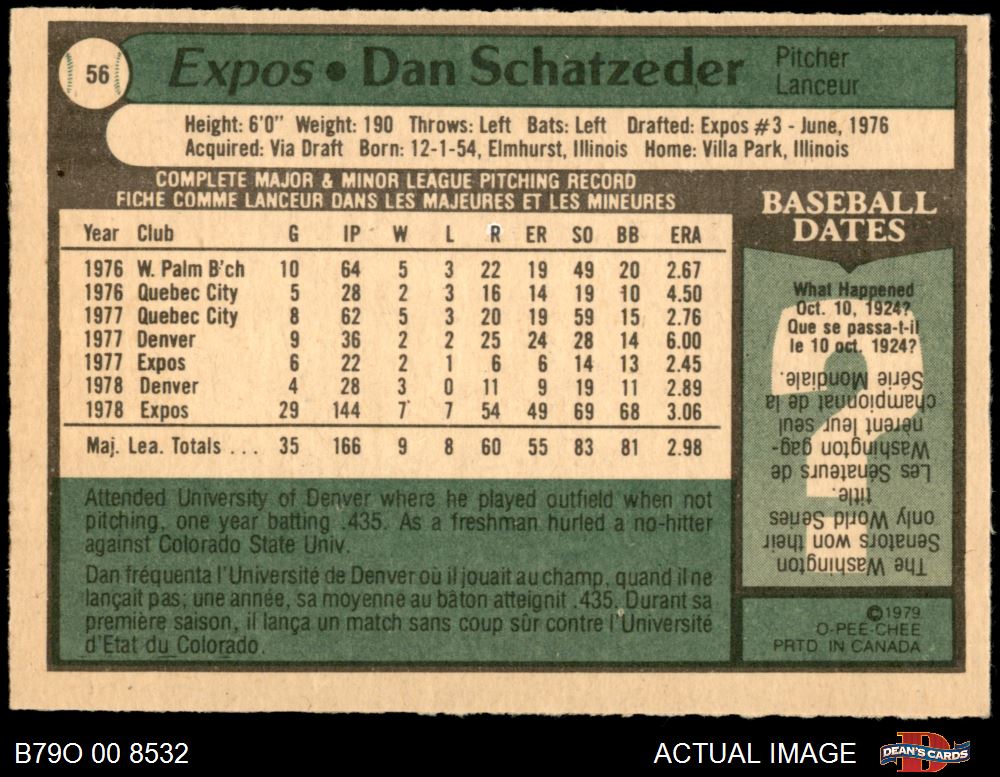 56
Expos • Dan Schatzeder
Pitcher
Lanceur
Height: 6'0" Weight: 190 Throws: Left Bats: Left Drafted: Expos #3 - June, 1976
Acquired: Via Draft Born: 12-1-54, Elmhurst, Illinois Home: Villa Park, Illinois
COMPLETE MAJOR & MINOR LEAGUE PITCHING RECORD
FICHE COMME LANCEUR DANS LES MAJEURES ET LES MINEURES
Year Club G IP W L R ER SO BB ERA
1976 W. Palm B'ch 10 64 5 3 22 19 49 20 2.67
1976 Quebec City 5 28 2 3 16 14 19 10 4.50
1977 Quebec City 8 62 5 3 20 19 59 15 2.76
1977 Denver 9 36 2 2 25 24 28 14 6.00
1977 Expos 6 22 2 1 6 6 14 13 2.45
1978 Denver 4 28 3 0 11 9 19 11 2.89
1978 Expos 29 144 7 7 54 49 69 68 3.06
Maj. Lea. Totals ... 35 166 9 8 60 55 83 81 2.98
Attended University of Denver where he played outfield when not
pitching, one year batting .435. As a freshman hurled a no-hitter
against Colorado State Univ.
Dan fréquenta l'Université de Denver où il jouait au champ, quand il ne
lançait pas; une année, sa moyenne au bâton atteignit .435. Durant sa
première saison, il lança un match sans coup sûr contre l'Université
d'Etat du Colorado.
BASEBALL
DATES
What Happened
Oct. 10, 1924?
Que se passa-t-il
le 10 oct. 1924?
The Washington
Senators won their
only World Series
title.
Les Sénateurs de
Washington gag-
nèrent leur seul
championnat de la
Série Mondiale.
©1979
O-PEE-CHEE
PRTD IN CANADA
B79O 00 8532
ACTUAL IMAGE
DEAN'S CARDS